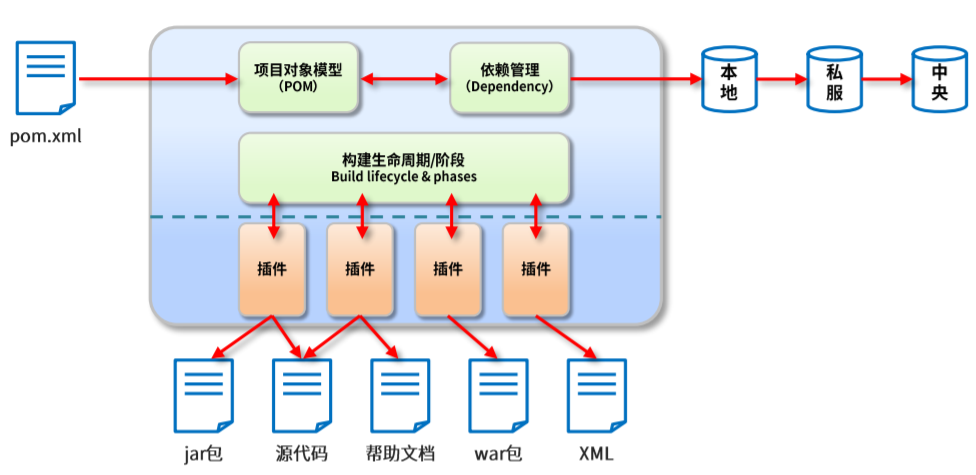 pom.xml
项目对象模型
（POM）
依赖管理
（Dependency）
本
地
私
服
中
央
构建生命周期/阶段
Build lifecycle & phases
插件
插件
插件
插件
jar包
源代码
帮助文档
war包
XML